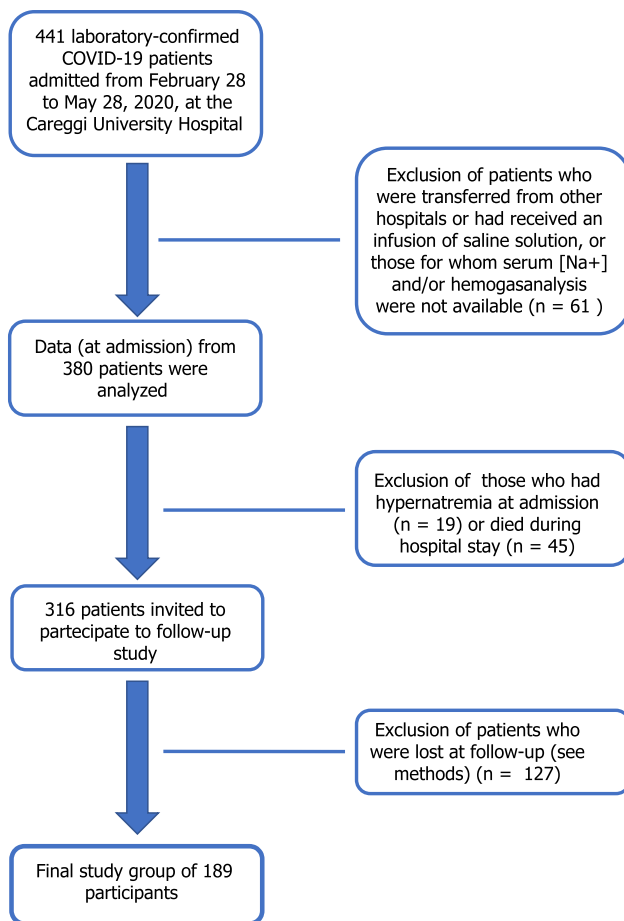 441 laboratory-confirmed
COVID-19 patients
admitted from February 28
to May 28, 2020, at the
Careggi University Hospital
Exclusion of patients who
were transferred from other
hospitals or had received an
infusion of saline solution, or
those for whom serum [Na+]
and/or hemogasanalysis
were not available (n = 61 )
Data (at admission) from
380 patients were
analyzed
Exclusion of  those who had
hypernatremia at admission
(n = 19) or died during
hospital stay (n = 45)
316 patients invited to
partecipate to follow-up
study
Exclusion of patients who
were lost at follow-up (see
methods) (n =  127)
Final study group of 189
participants